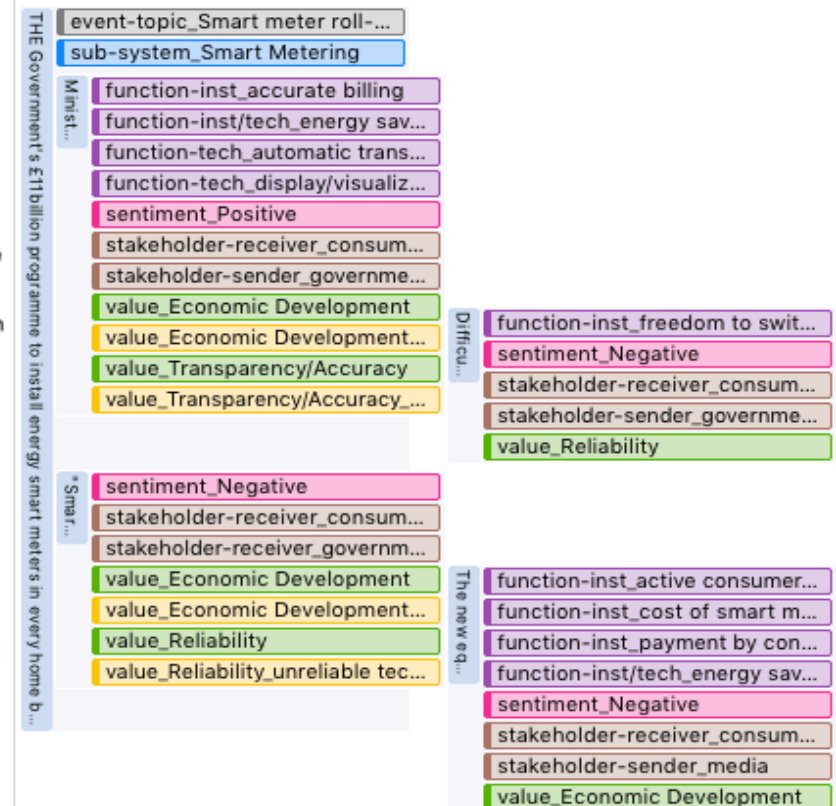 THE Government's £11billion programme to install energy smart meters in every home b...
event-topic_Smart meter roll-...
sub-system_Smart Metering
Minist...
function-inst_accurate billing
function-inst/tech_energy sav...
function-tech_automatic trans...
function-tech_display/visualiz...
sentiment_Positive
stakeholder-receiver_consum...
stakeholder-sender_governme...
value_Economic Development
value_Economic Development...
value_Transparency/Accuracy
value_Transparency/Accuracy_...
Difficu...
function-inst_freedom to swit...
sentiment_Negative
stakeholder-receiver_consum...
stakeholder-sender_governme...
value_Reliability
"Smar...
sentiment_Negative
stakeholder-receiver_consum...
stakeholder-receiver_governm...
value_Economic Development
value_Economic Development...
value_Reliability
value_Reliability_unreliable tec...
The new eq...
function-inst_active consumer...
function-inst_cost of smart m...
function-inst_payment by con...
function-inst/tech_energy sav...
sentiment_Negative
stakeholder-receiver_consum...
stakeholder-sender_media
value_Economic Development